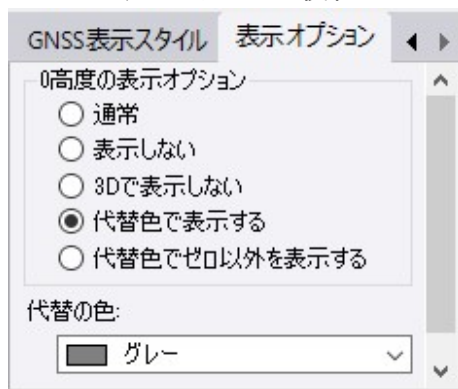 GNSS表示スタイル 表示オプション
0高度の表示オプション
通常
表示しない
3Dで表示しない
代替色で表示する
代替色でゼロ以外を表示する
代替の色:
グレー